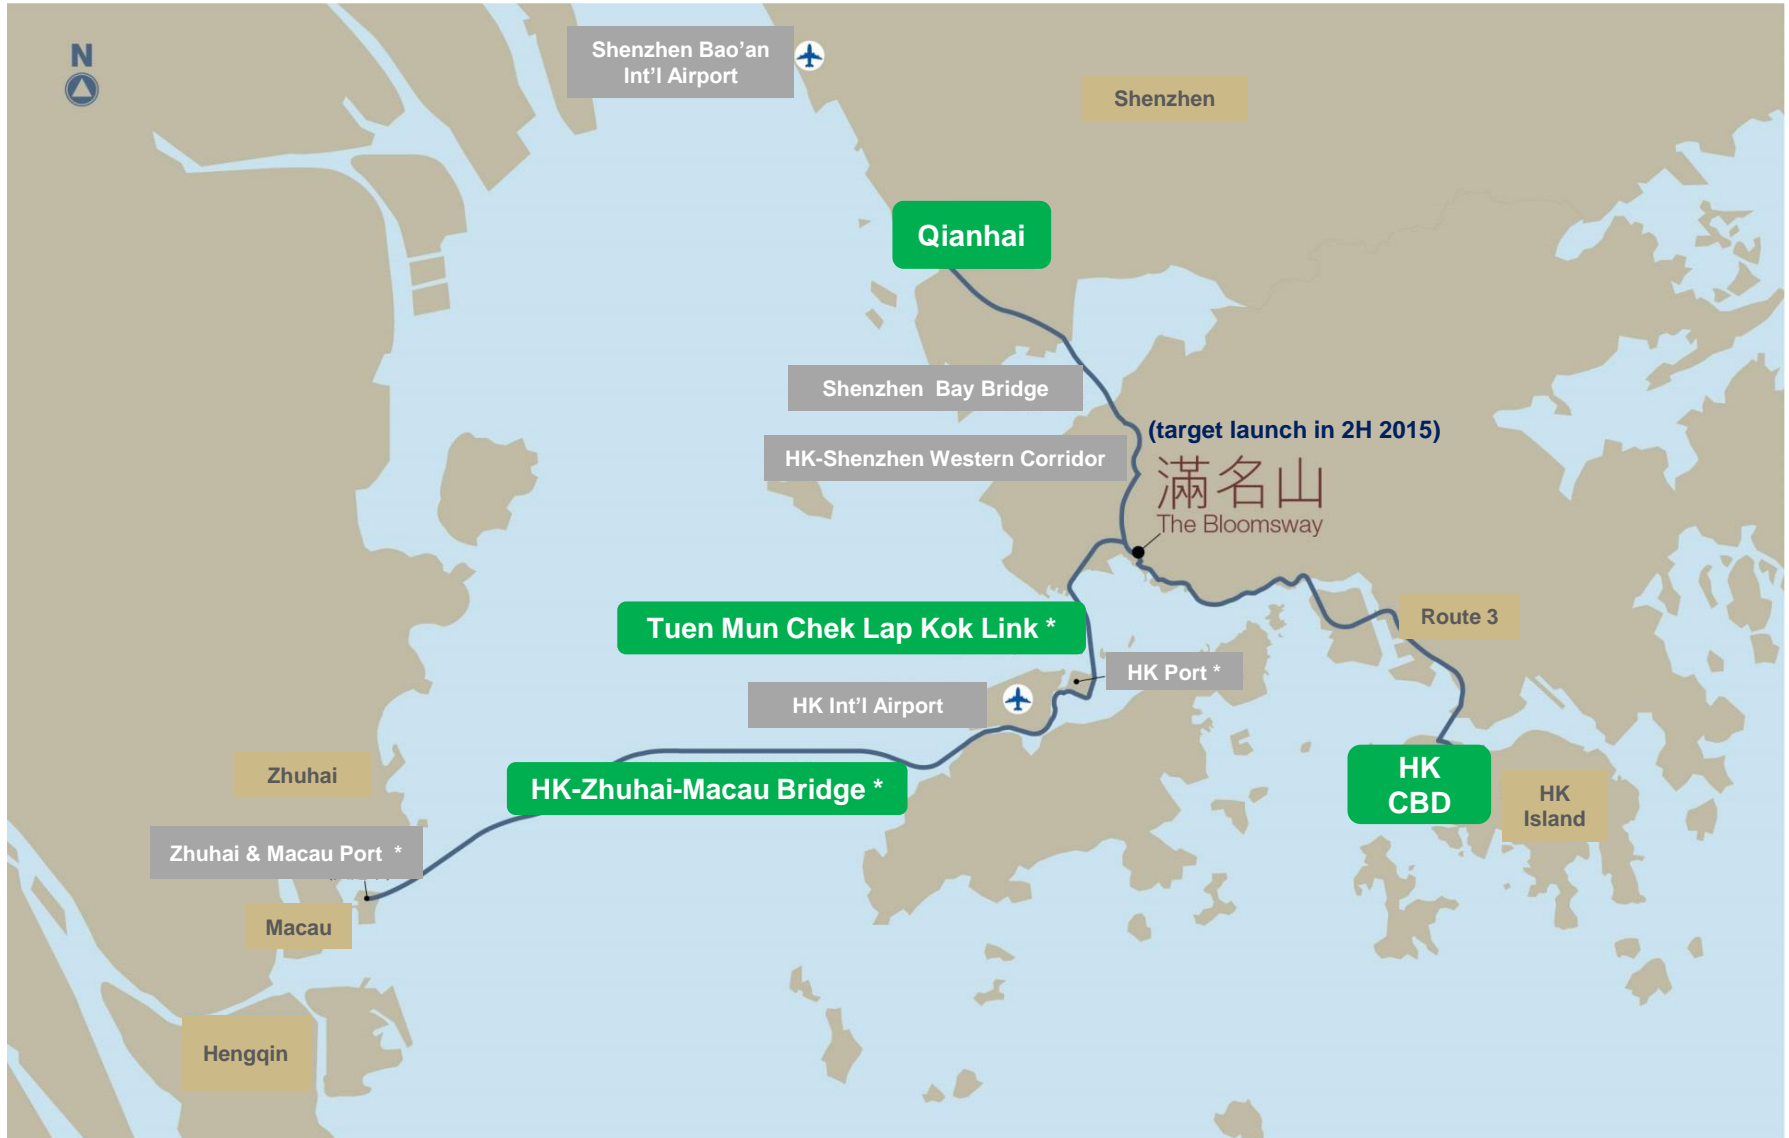 N
Shenzhen Bao’an
Int’l Airport
Shenzhen
Qianhai
Shenzhen Bay Bridge
(target launch in 2H 2015)
HK-Shenzhen Western Corridor
滿名山
The Bloomsway
Tuen Mun Chek Lap Kok Link *
Route 3
HK Port *
HK Int’l Airport
Zhuhai
HK-Zhuhai-Macau Bridge *
HK
CBD
HK
Island
Zhuhai & Macau Port *
Macau
Hengqin